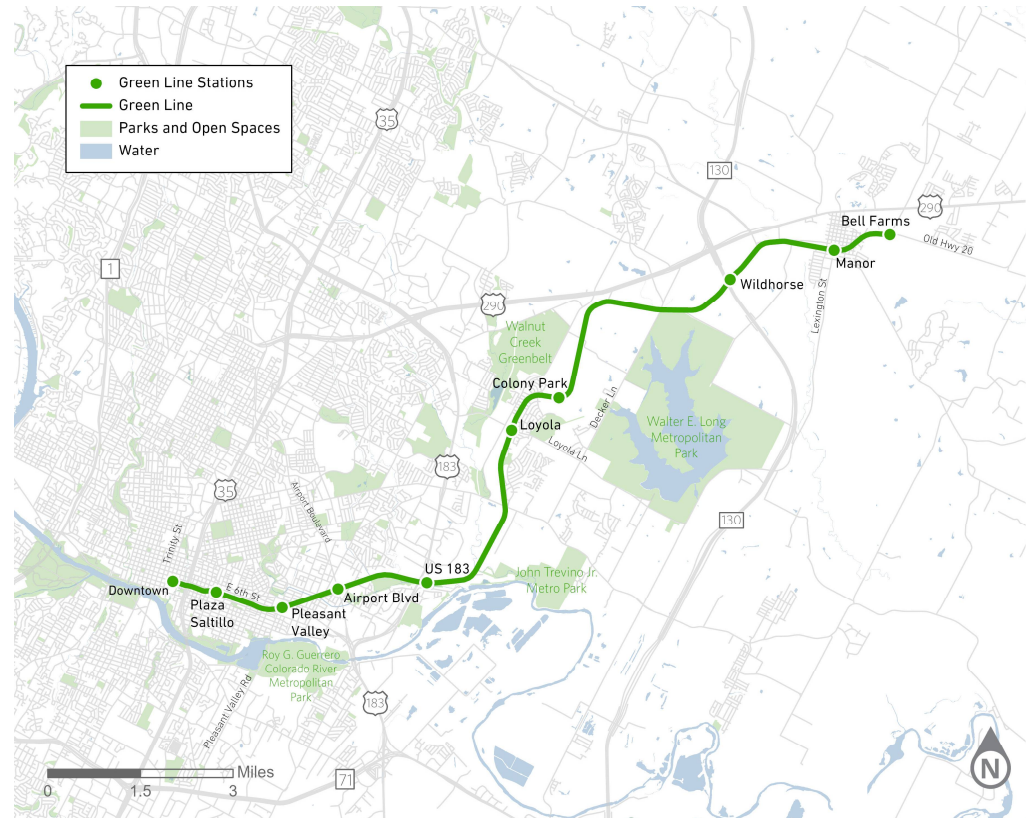 Green Line Stations
Green Line
Parks and Open Spaces
Water
35
130
290
Bell Farms
Old Hwy 20
Manor
1
Wildhorse
Lexington St
290
Walnut
Creek
Greenbelt
Colony Park
Decker Ln
Loyola
Loyola Ln
Walter E. Long
Metropolitan
Park
183
35
Airport Boulevard
130
Trinity St
US 183
John Trevino Jr.
Metro Park
Downtown
E 6th St
Plaza
Saltillo
Airport Blvd
Pleasant
Valley
Roy G. Guerrero
Colorado River
Metropolitan
Park
Pleasant Valley Rd
183
71
Miles
0
1.5
3
N